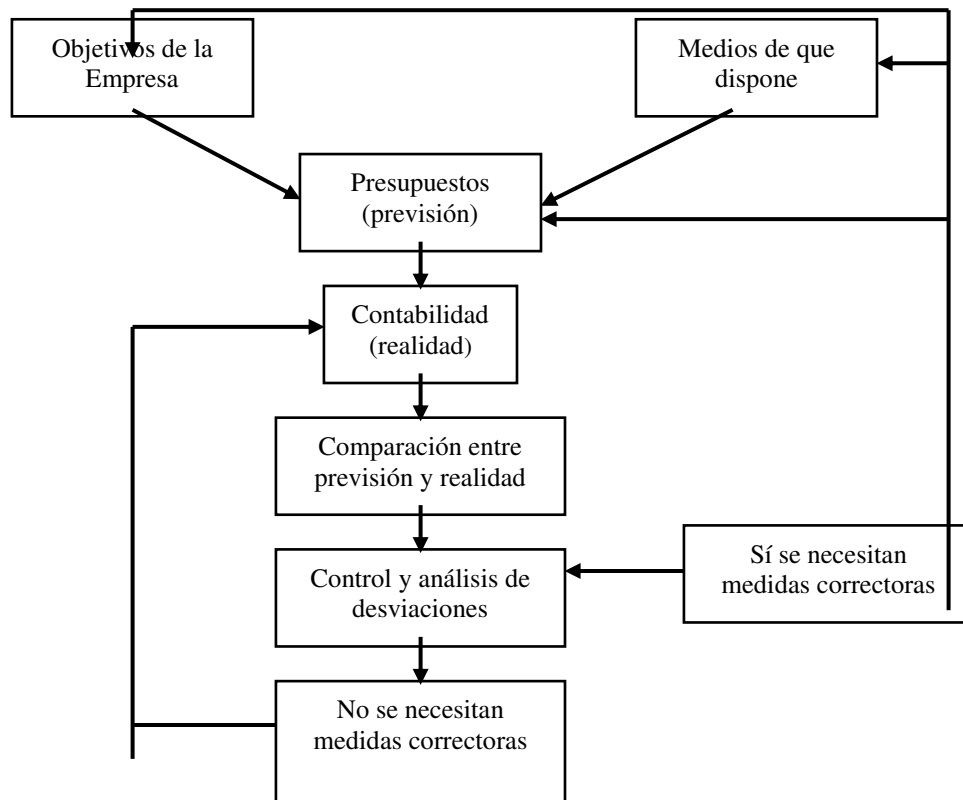 Objetivos de la
Empresa
Medios de que
dispone
Presupuestos
(previsión)
Contabilidad
(realidad)
Comparación entre
previsión y realidad
Sí se necesitan
medidas correctoras
Control y análisis de
desviaciones
No se necesitan
medidas correctoras